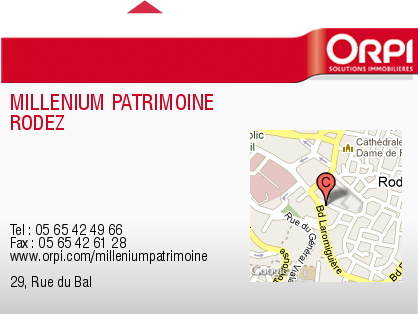 ORPI
SOLUTIONS IMMOBILIÈRES
MILLENIUM PATRIMOINE
RODEZ
Tel : 05 65 42 49 66
Fax : 05 65 42 61 28
www.orpi.com/milleniumpatrimoine
29, Rue du Bal
Cathédrale
Dame de R
Rod
C
Bd Laromiguière
Rue du Général Viala
Google